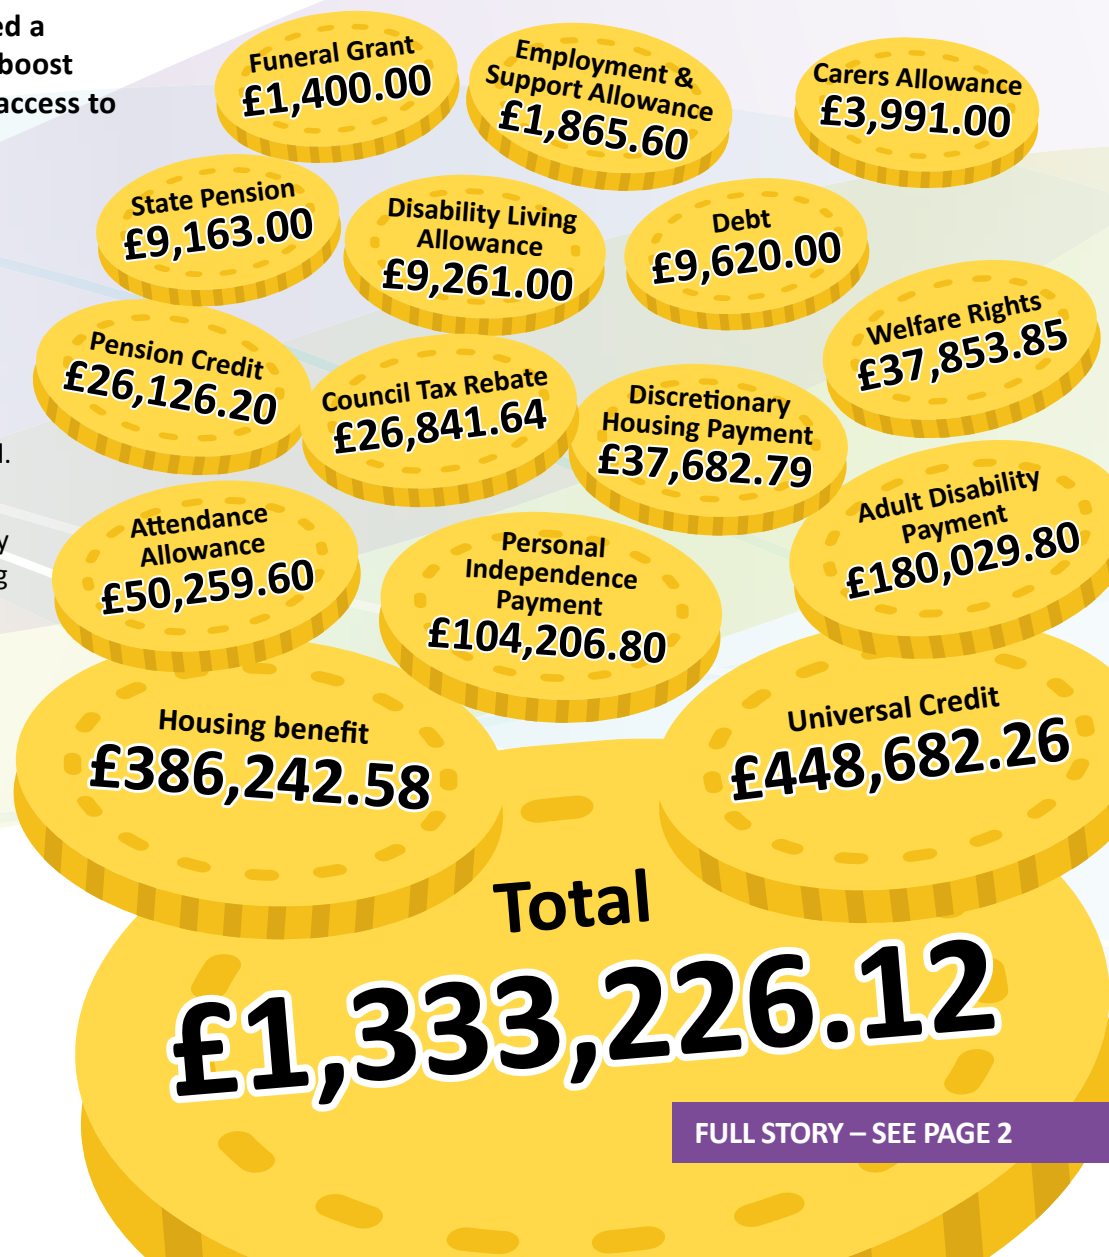 ed a
boost
access to
Funeral Grant
£1,400.00
Employment &
Support Allowance
£1,865.60
Carers Allowance
£3,991.00
State Pension
£9,163.00
Disability Living
Allowance
£9,261.00
Debt
£9,620.00
Welfare Rights
£37,853.85
Pension Credit
£26,126.20
Council Tax Rebate
£26,841.64
Discretionary
Housing Payment
£37,682.79
l.
y
g
Attendance
Allowance
£50,259.60
Personal
Independence
Payment
£104,206.80
Adult Disability
Payment
£180,029.80
Housing benefit
£386,242.58
Universal Credit
£448,682.26
Total
£1,333,226.12
FULL STORY – SEE PAGE 2